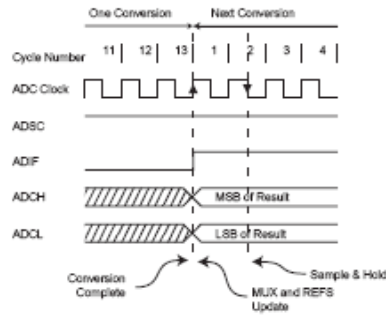 One Conversion Next Conversion
Cycle Number 11 12 13 1 2 3 4
ADC Clock
ADSC
ADIF
ADCH MSB of Result
ADCL LSB of Result
Conversion
Complete
MUX and REFS
Update
Sample & Hold